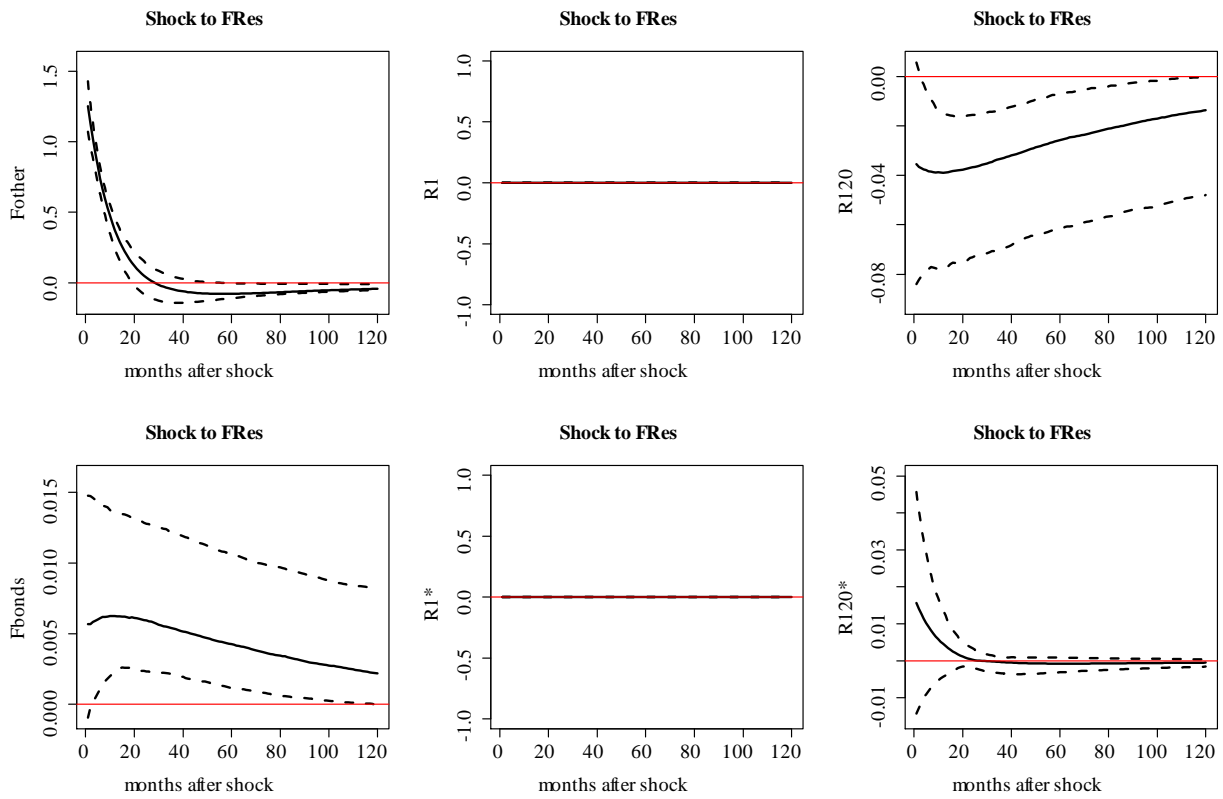 Shock to FRes
Fother
1.5
1.0
0.5
0.0
0 20 40 60 80 100 120
months after shock
Shock to FRes
R1
1.0
0.5
0.0
-0.5
-1.0
0 20 40 60 80 100 120
months after shock
Shock to FRes
R120
0.00
-0.04
-0.08
0 20 40 60 80 100 120
months after shock
Shock to FRes
Fbonds
0.015
0.010
0.005
0.000
0 20 40 60 80 100 120
months after shock
Shock to FRes
R1*
1.0
0.5
0.0
-0.5
-1.0
0 20 40 60 80 100 120
months after shock
Shock to FRes
R120*
0.05
0.03
0.01
-0.01
0 20 40 60 80 100 120
months after shock